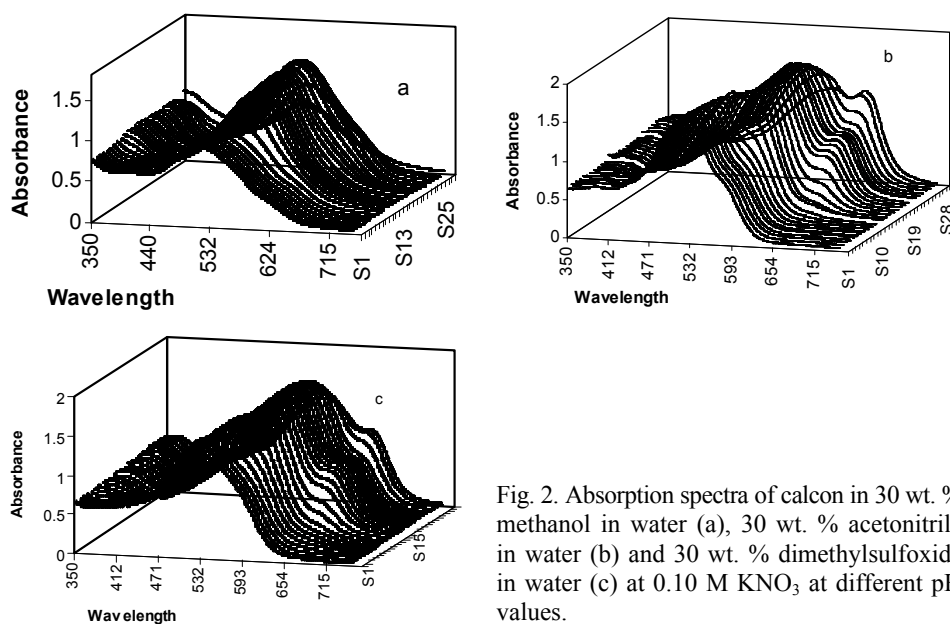 a
Absorbance
1.5
1
0.5
0
350
440
532
624
715
S1
S13
S25
Wavelength
b
Absorbance
2
1.5
1
0.5
0
350
412
471
532
593
654
715
S1
S10
S19
S28
Wavelength
c
Absorbance
2
1.5
1
0.5
0
350
412
471
532
593
654
715
S1
S15
Wavelength
Fig. 2. Absorption spectra of calcon in 30 wt. %
methanol in water (a), 30 wt. % acetonitril
in water (b) and 30 wt. % dimethylsulfoxid
in water (c) at 0.10 M KNO₃ at different pH
values.